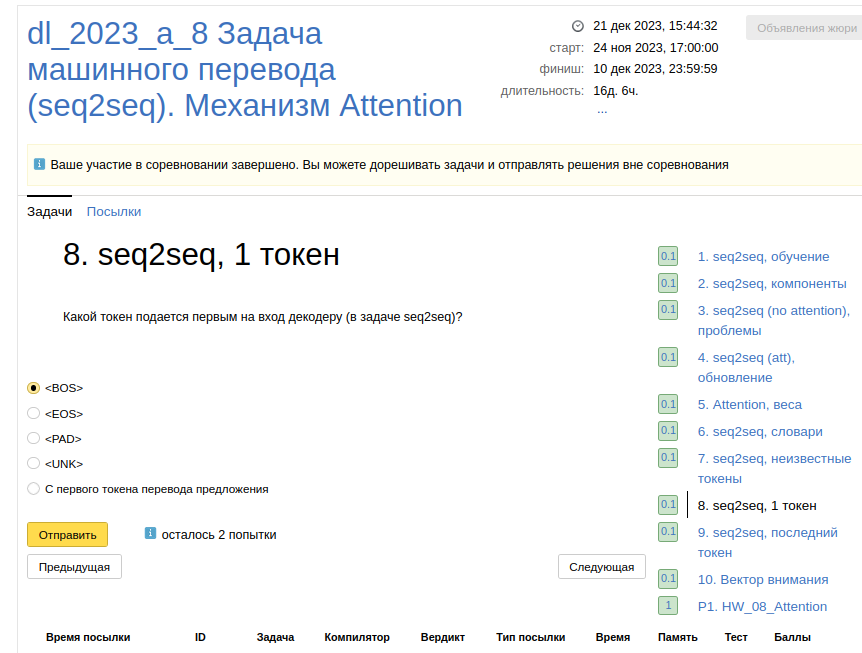 dl_2023_a_8 Задача
машинного перевода
(seq2seq). Механизм Attention
21 дек 2023, 15:44:32
старт: 24 ноя 2023, 17:00:00
финиш: 10 дек 2023, 23:59:59
длительность: 16д. 6ч.
...
Объявления жюри
Ваше участие в соревновании завершено. Вы можете дорешивать задачи и отправлять решения вне соревнования
Задачи Посылки
8. seq2seq, 1 токен
Какой токен подается первым на вход декодеру (в задаче seq2seq)?
<BOS>
<EOS>
<PAD>
<UNK>
С первого токена перевода предложения
Отправить
осталось 2 попытки
Предыдущая
Следующая
0.1 1. seq2seq, обучение
0.1 2. seq2seq, компоненты
0.1 3. seq2seq (no attention),
проблемы
0.1 4. seq2seq (att),
обновление
0.1 5. Attention, веса
0.1 6. seq2seq, словари
0.1 7. seq2seq, неизвестные
токены
0.1 8. seq2seq, 1 токен
0.1 9. seq2seq, последний
токен
0.1 10. Вектор внимания
1 P1. HW_08_Attention
Время посылки ID Задача Компилятор Вердикт Тип посылки Время Память Тест Баллы